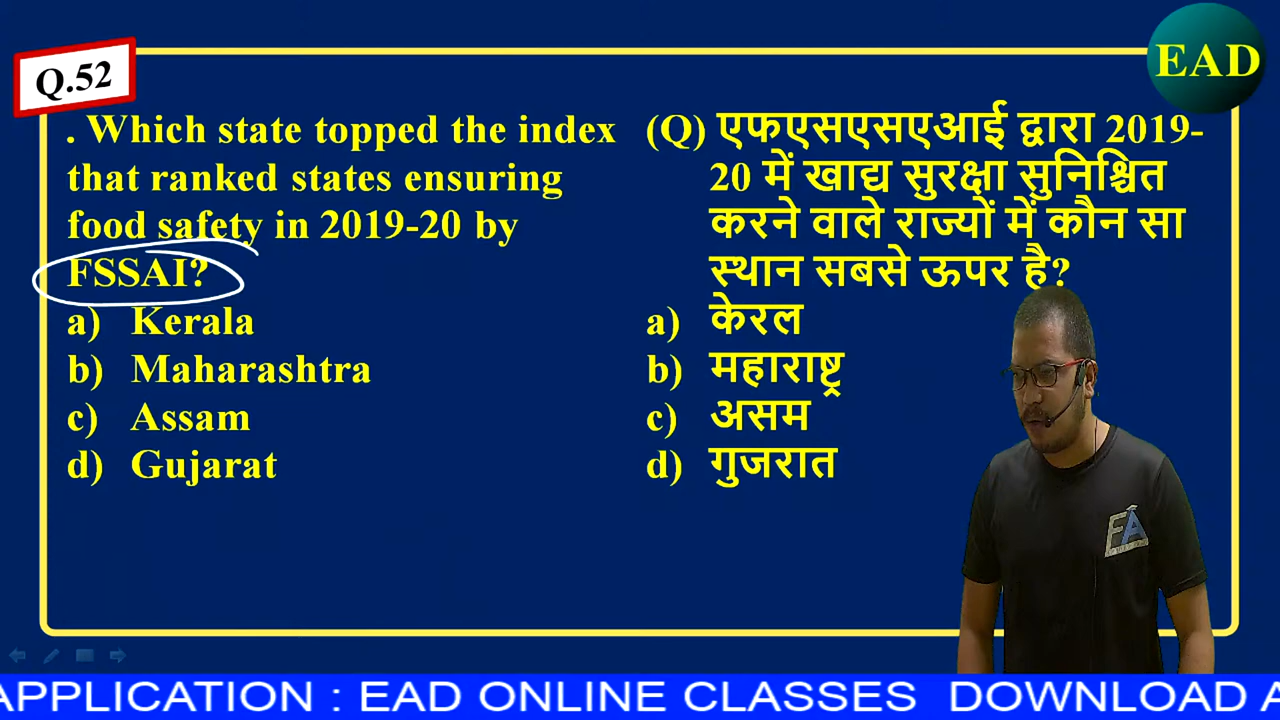 Q.52
EAD
. Which state topped the index
that ranked states ensuring
food safety in 2019-20 by
FSSAI?
a) Kerala
b) Maharashtra
c) Assam
d) Gujarat
(Q) एफएसएसएआई द्वारा 2019-
20 में खाद्य सुरक्षा सुनिश्चित
करने वाले राज्यों में कौन सा
स्थान सबसे ऊपर है?
a) केरल
b) महाराष्ट्र
c) असम
d) गुजरात
EA
APPLICATION : EAD ONLINE CLASSES DOWNLOAD A